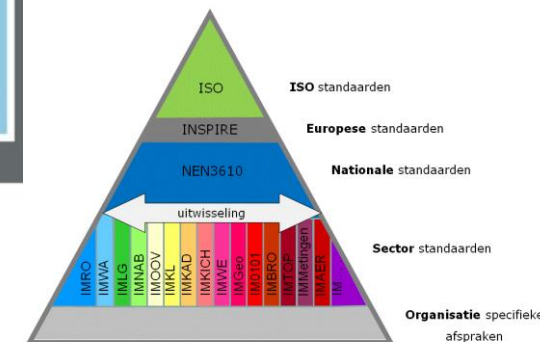 ISO
ISO standaarden
INSPIRE
Europese standaarden
NEN3610
Nationale standaarden
uitwisseling
IMRO
IMWA
IMLG
IMNAB
IMOOV
IMKL
IMKAD
IMKICH
IMWE
IMGeo
IM0101
IMBRO
IMTOP
IMMetingen
IMAER
IM...
Sector standaarden
Organisatie specifieke
afspraken